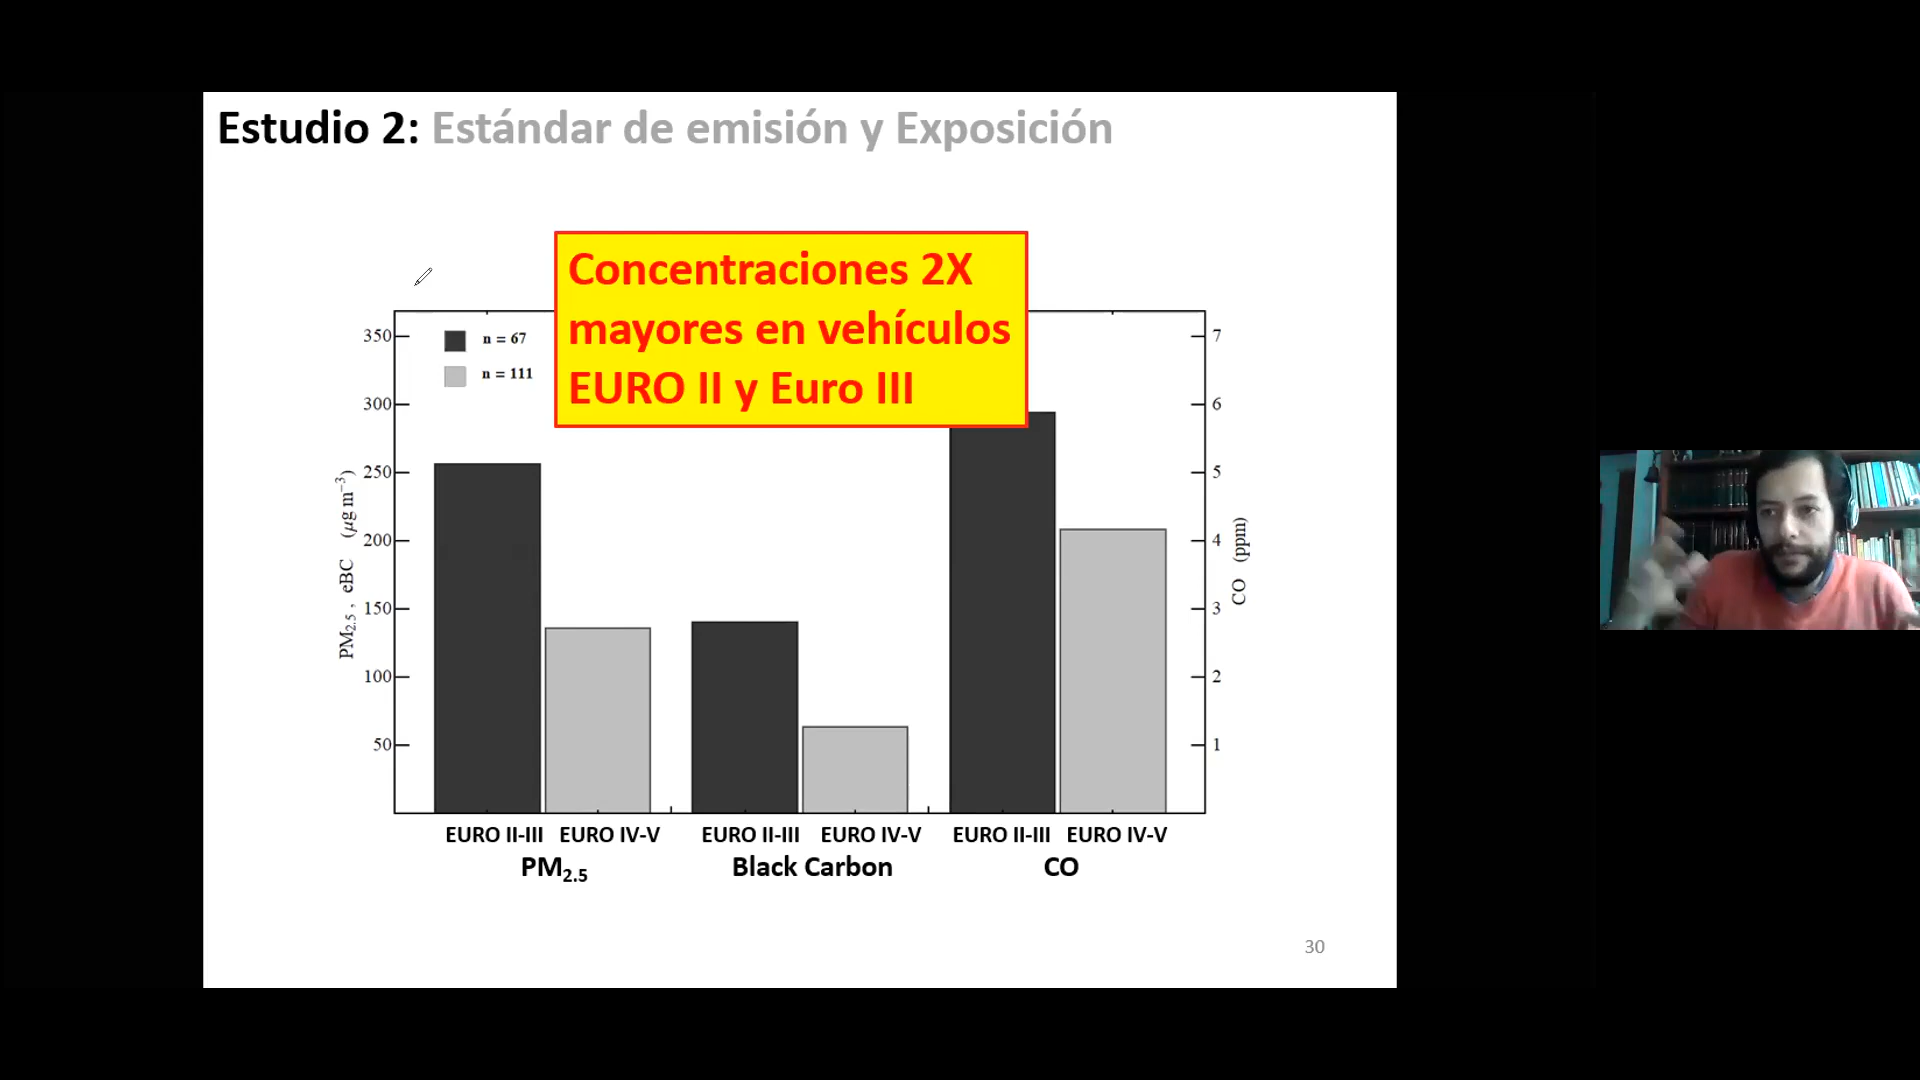 Estudio 2: Estándar de emisión y Exposición
Concentraciones 2X
mayores en vehículos
EURO II y Euro III
n = 67
n = 111
350
300
250
200
150
100
50
PM2.5, eBC (μg m−3)
7
6
5
4
3
2
1
CO (ppm)
EURO II-III EURO IV-V EURO II-III EURO IV-V EURO II-III EURO IV-V
PM2.5 Black Carbon CO
30